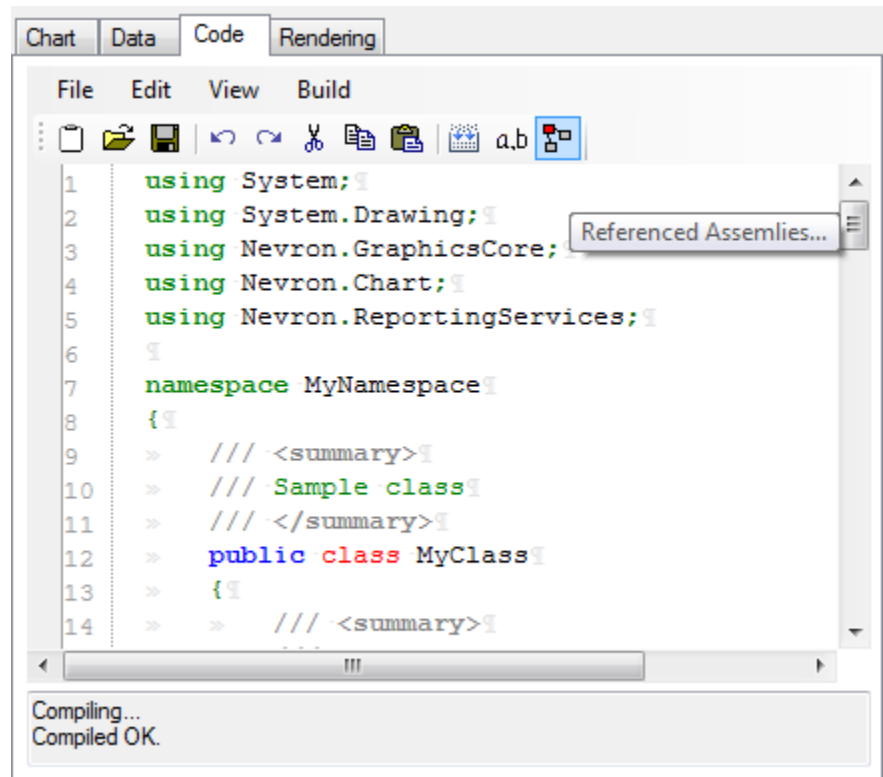 Chart Data Code Rendering
File Edit View Build
a.b
1 using System;¶
2 using System.Drawing;¶
Referenced Assemlies...
3 using Nevron.GraphicsCore;¶
4 using Nevron.Chart;¶
5 using Nevron.ReportingServices;¶
6 ¶
7 namespace MyNamespace¶
8 {¶
9 » /// <summary>¶
10 » /// Sample class¶
11 » /// </summary>¶
12 » public class MyClass¶
13 » {¶
14 » » /// <summary>¶
Compiling...
Compiled OK.